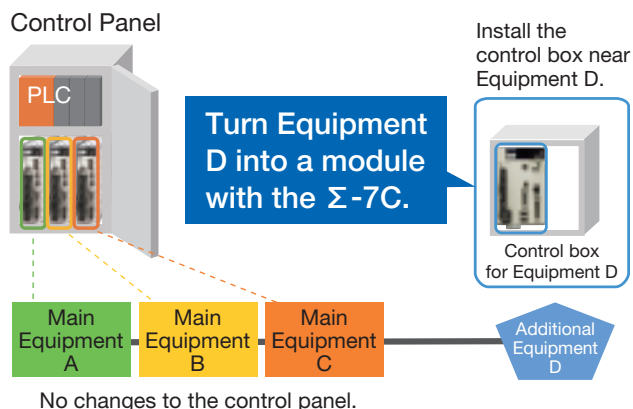 Control Panel
PLC
Install the
control box near
Equipment D.
Turn Equipment
D into a module
with the Σ-7C.
Control box
for Equipment D
Main
Equipment
A
Main
Equipment
B
Main
Equipment
C
Additional
Equipment
D
No changes to the control panel.